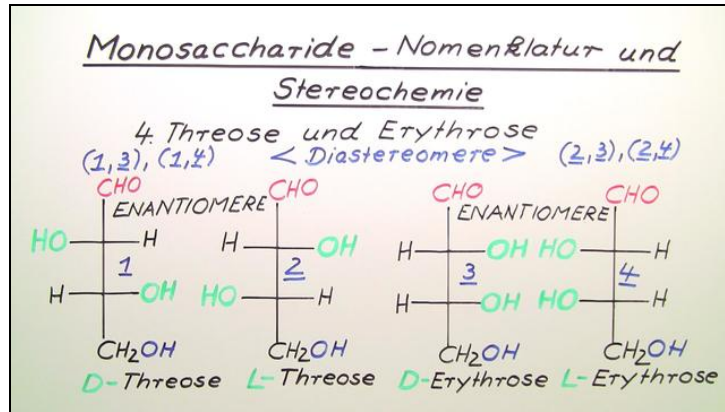 Monosaccharide - Nomenklatur und
Stereochemie
4. Threose und Erythrose
(1,3), (1,4) < Diastereomere > (2,3), (2,4)
CHO ENANTIOMERE CHO CHO ENANTIOMERE CHO
HO H H OH H OH HO H
1 2 3 4
H OH HO H H OH HO H
CH2OH CH2OH CH2OH CH2OH
D-Threose L-Threose D-Erythrose L-Erythrose